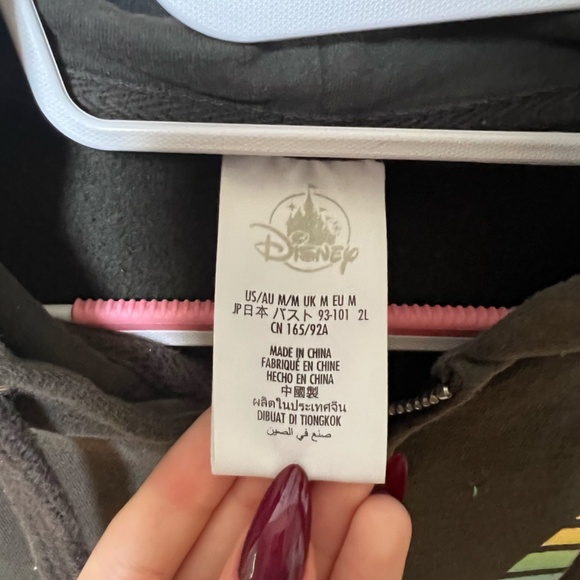 Disney
US/AU M/M UK M EU M
JP日本 バスト 93-101 2L
CN 165/92A
MADE IN CHINA
FABRIQUÉ EN CHINE
HECHO EN CHINA
中國製
ผลิตในประเทศจีน
DIBUAT DI TIONGKOK
صنع في الصين